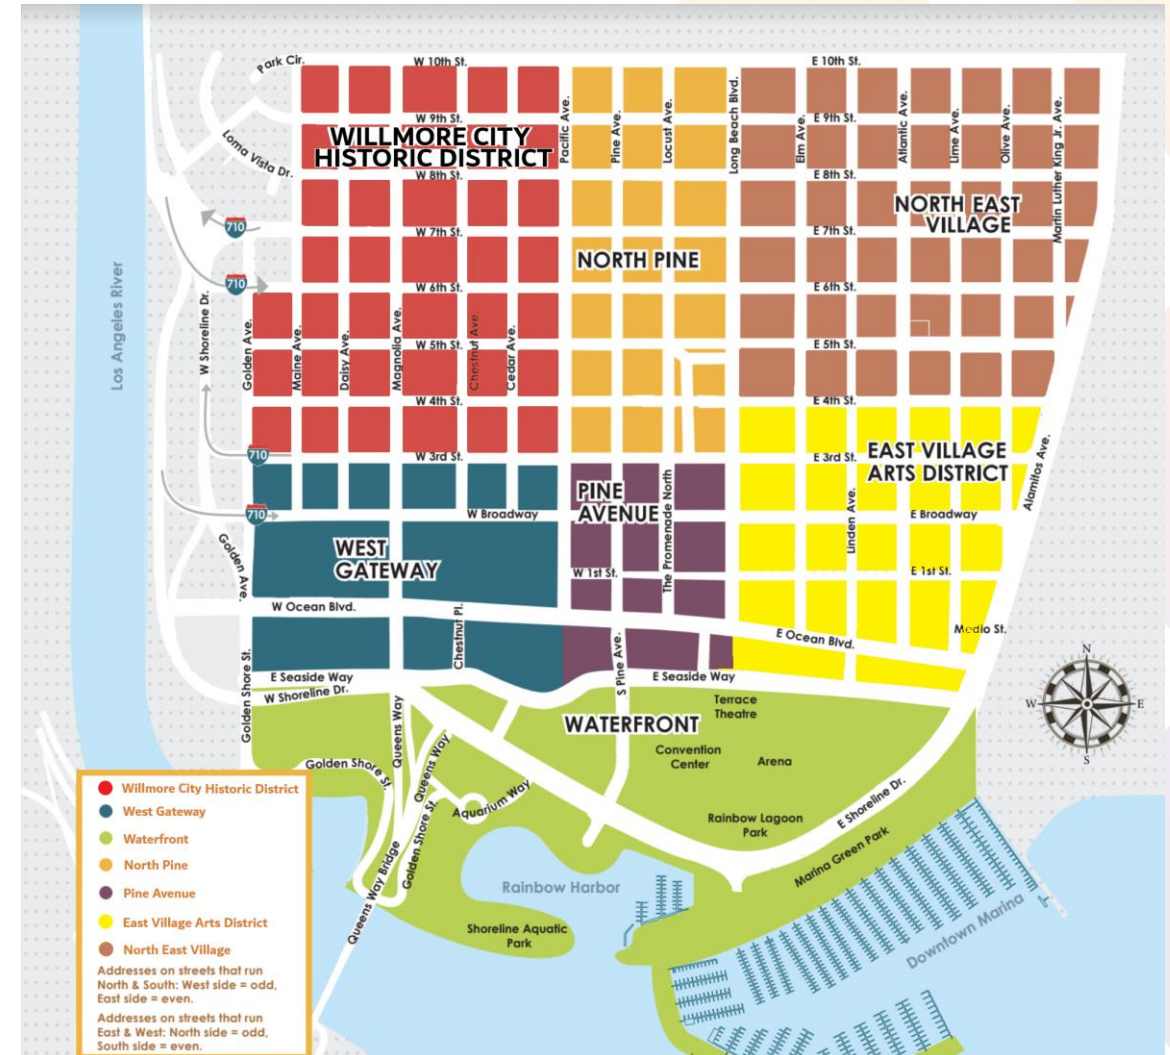 Park Cir.
W 10th St.
E 10th St.
Pacific Ave.
Pine Ave.
Locust Ave.
Long Beach Blvd.
Elm Ave.
Atlantic Ave.
Lime Ave.
Olive Ave.
Martin Luther King Jr. Ave.
W 9th St.
E 9th St.
Loma Vista Dr.
WILLMORE CITY
HISTORIC DISTRICT
W 8th St.
E 8th St.
NORTH EAST
VILLAGE
710
W 7th St.
E 7th St.
NORTH PINE
Los Angeles River
710
W 6th St.
E 6th St.
W Shoreline Dr.
Golden Ave.
Maine Ave.
Daisy Ave.
Magnolia Ave.
Chestnut Ave.
Cedar Ave.
W 5th St.
E 5th St.
W 4th St.
E 4th St.
710
W 3rd St.
E 3rd St.
EAST VILLAGE
ARTS DISTRICT
Alamitos Ave.
PINE
AVENUE
The Promenade North
Linden Ave.
710
W Broadway
E Broadway
Golden Ave.
WEST
GATEWAY
W 1st St.
E 1st St.
W Ocean Blvd.
Chestnut Pl.
E Ocean Blvd.
Medio St.
S Pine Ave.
Golden Shore St.
E Seaside Way
E Seaside Way
W Shoreline Dr.
Queens Way
WATERFRONT
Terrace
Theatre
Convention
Center
Arena
N
W
E
S
Golden Shore St.
Queens Way
Aquarium Way
Golden Shore St.
Queens Way Bridge
Rainbow Lagoon
Park
E Shoreline Dr.
Marina Green Park
Rainbow Harbor
Shoreline Aquatic
Park
Downtown Marina
Willmore City Historic District
West Gateway
Waterfront
North Pine
Pine Avenue
East Village Arts District
North East Village
Addresses on streets that run
North & South: West side = odd,
East side = even.
Addresses on streets that run
East & West: North side = odd,
South side = even.